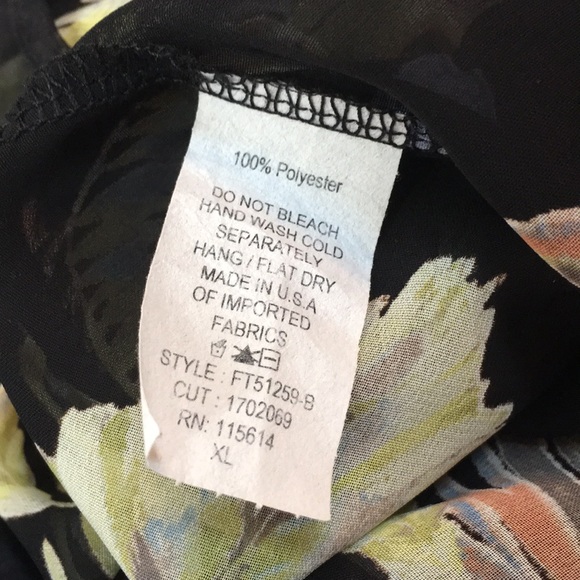 100% Polyester
DO NOT BLEACH
HAND WASH COLD
SEPARATELY
HANG / FLAT DRY
MADE IN U.S.A
OF IMPORTED
FABRICS
STYLE : FT51259-B
CUT : 1702069
RN: 115614
XL